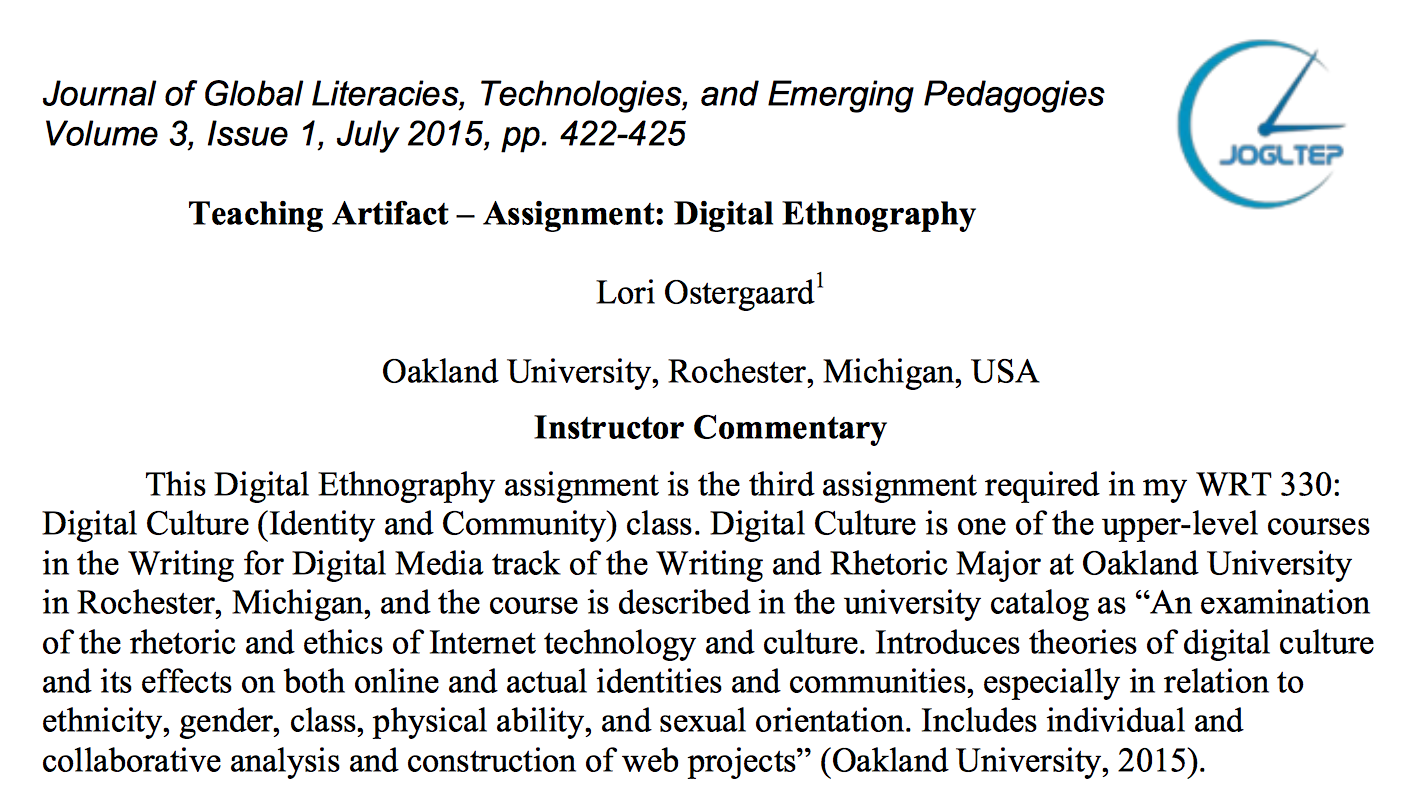 Journal of Global Literacies, Technologies, and Emerging Pedagogies
Volume 3, Issue 1, July 2015, pp. 422-425
JOGLTEP
Teaching Artifact – Assignment: Digital Ethnography
Lori Ostergaard¹
Oakland University, Rochester, Michigan, USA
Instructor Commentary
This Digital Ethnography assignment is the third assignment required in my WRT 330:
Digital Culture (Identity and Community) class. Digital Culture is one of the upper-level courses
in the Writing for Digital Media track of the Writing and Rhetoric Major at Oakland University
in Rochester, Michigan, and the course is described in the university catalog as “An examination
of the rhetoric and ethics of Internet technology and culture. Introduces theories of digital culture
and its effects on both online and actual identities and communities, especially in relation to
ethnicity, gender, class, physical ability, and sexual orientation. Includes individual and
collaborative analysis and construction of web projects” (Oakland University, 2015).